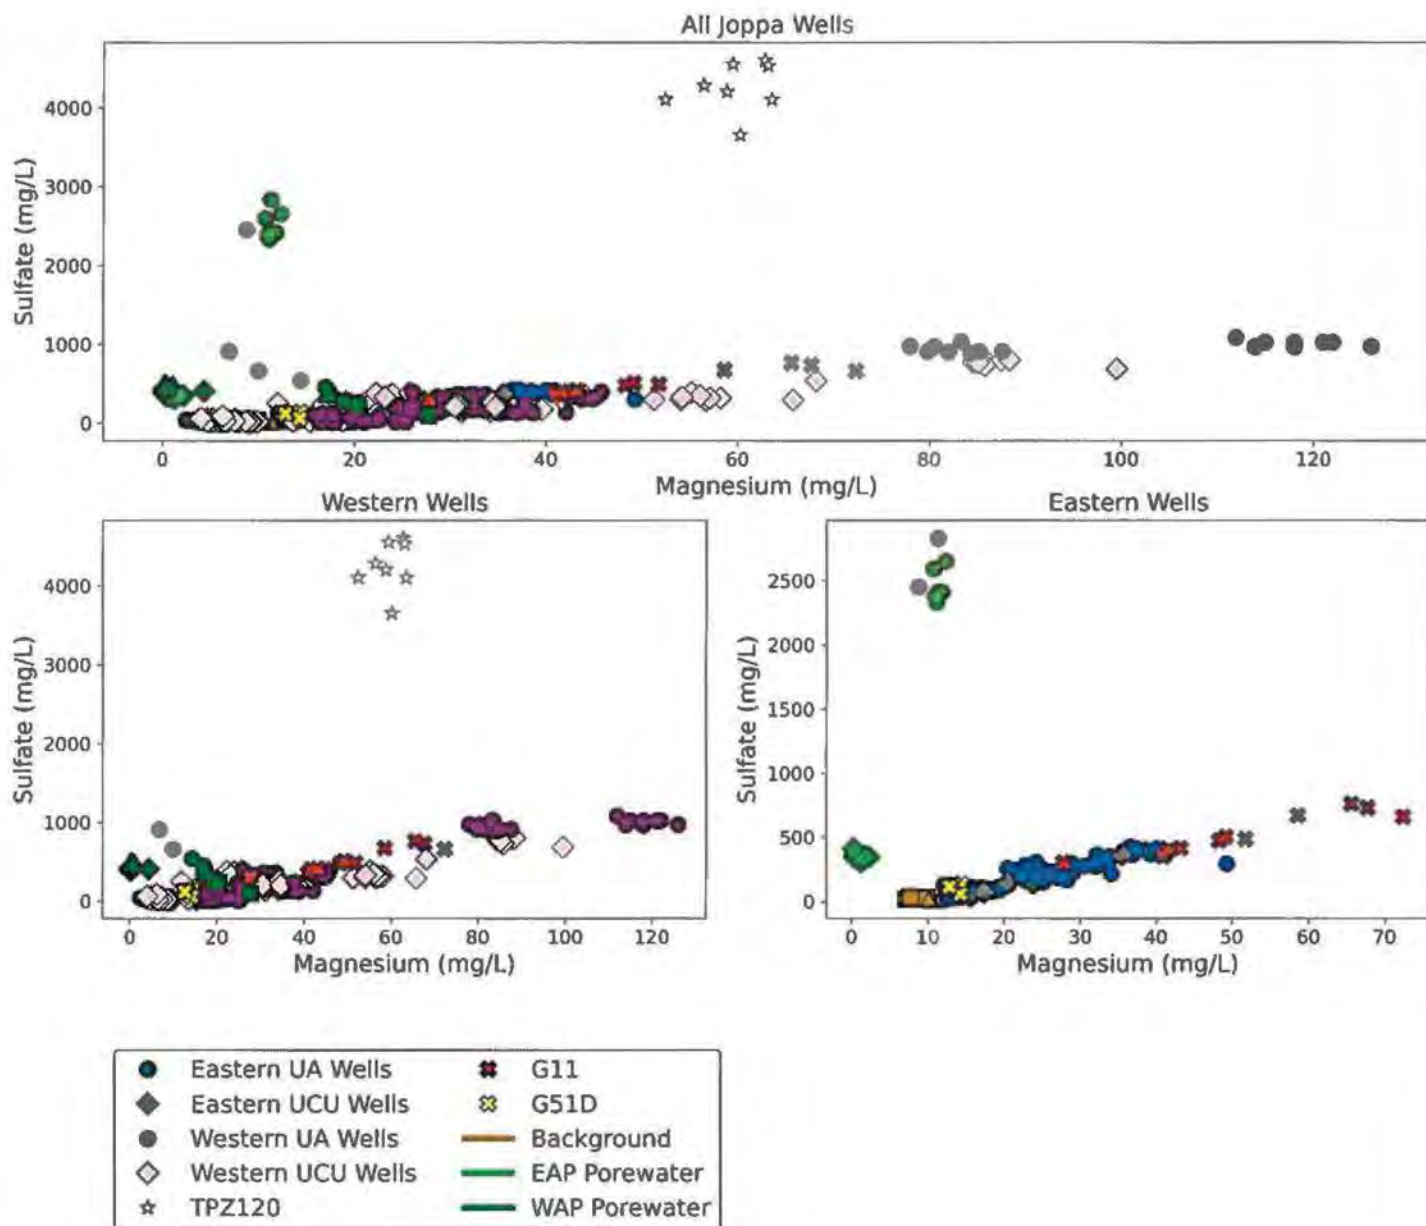 All Joppa Wells
Sulfate (mg/L)
4000
3000
2000
1000
0
0 20 40 60 80 100 120
Magnesium (mg/L)
Western Wells
Sulfate (mg/L)
4000
3000
2000
1000
0
0 20 40 60 80 100 120
Magnesium (mg/L)
Eastern Wells
Sulfate (mg/L)
2500
2000
1500
1000
500
0
0 10 20 30 40 50 60 70
Magnesium (mg/L)
Eastern UA Wells
Eastern UCU Wells
Western UA Wells
Western UCU Wells
TPZ120
G11
G51D
Background
EAP Porewater
WAP Porewater